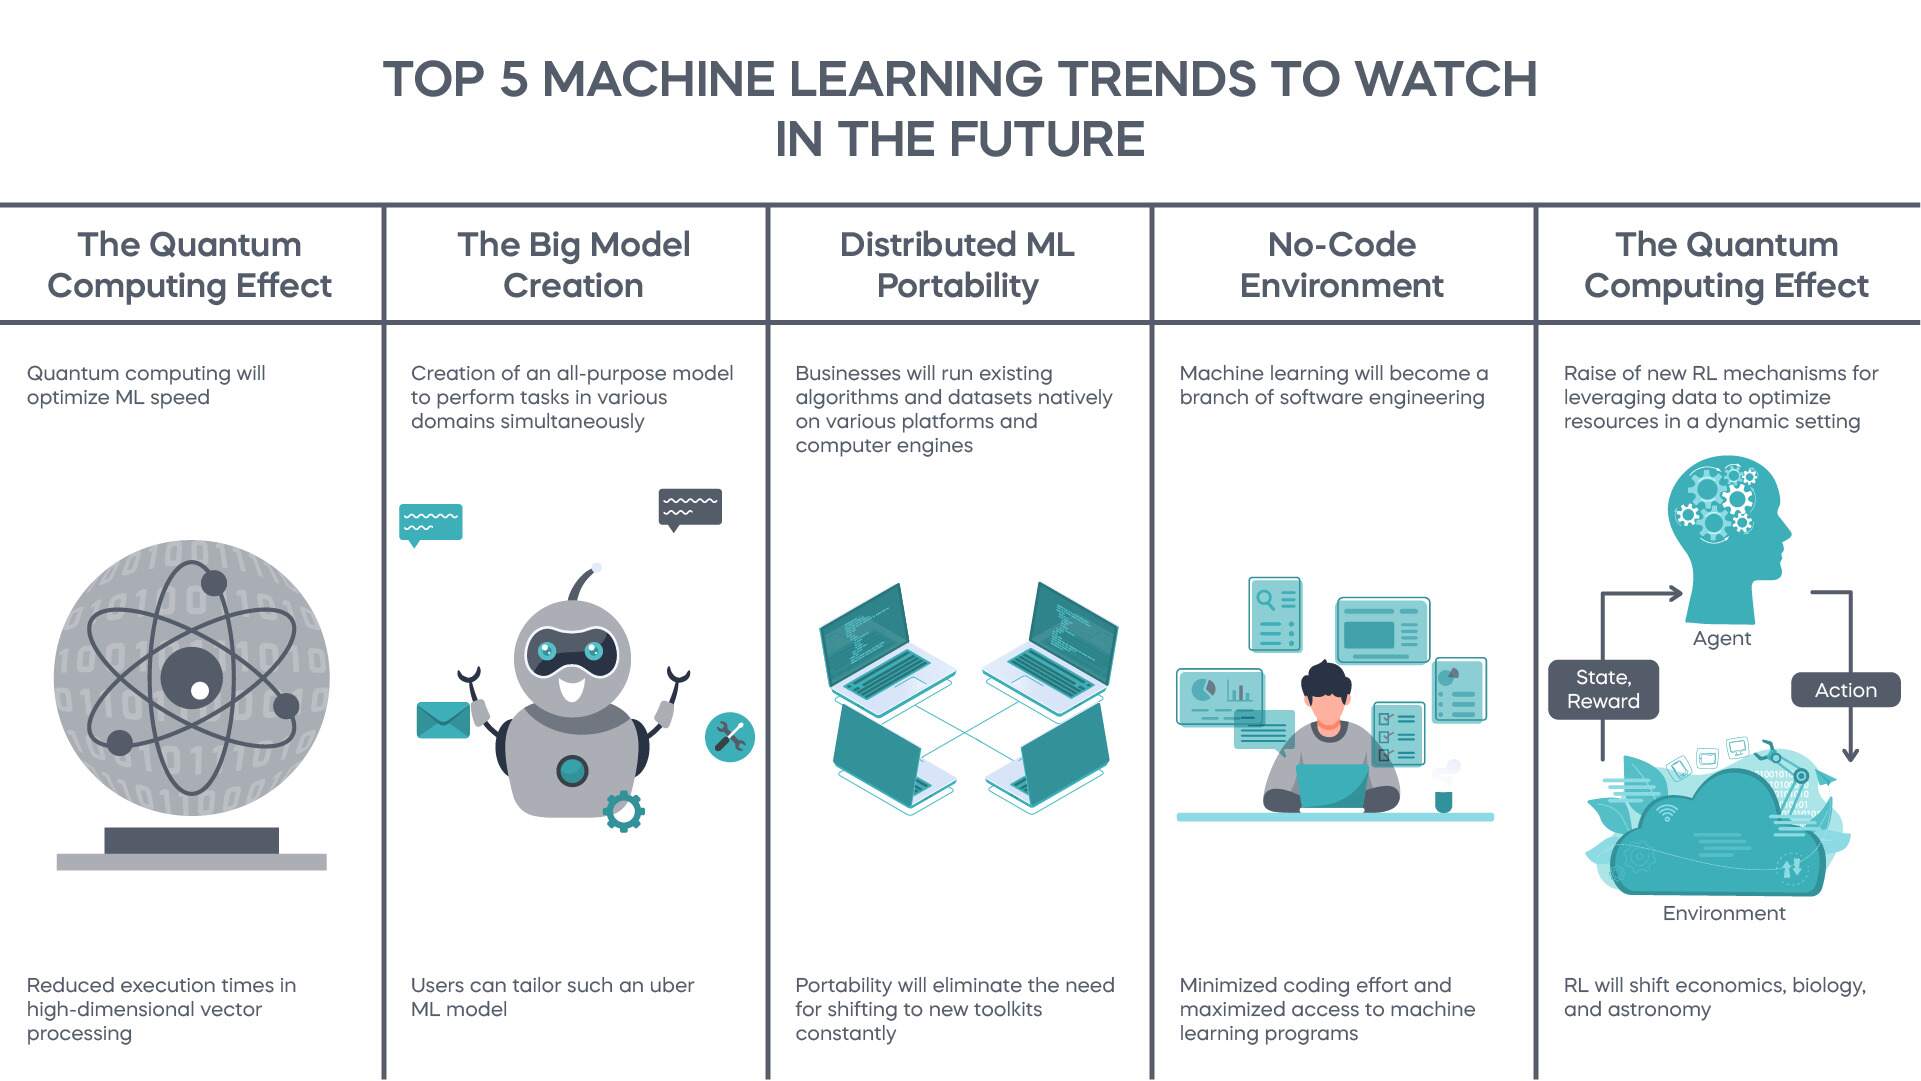 TOP 5 MACHINE LEARNING TRENDS TO WATCH
IN THE FUTURE
The Quantum
Computing Effect
Quantum computing will
optimize ML speed
Reduced execution times in
high-dimensional vector
processing
The Big Model
Creation
Creation of an all-purpose model
to perform tasks in various
domains simultaneously
Users can tailor such an uber
ML model
Distributed ML
Portability
Businesses will run existing
algorithms and datasets natively
on various platforms and
computer engines
Portability will eliminate the need
for shifting to new toolkits
constantly
No-Code
Environment
Machine learning will become a
branch of software engineering
Minimized coding effort and
maximized access to machine
learning programs
The Quantum
Computing Effect
Raise of new RL mechanisms for
leveraging data to optimize
resources in a dynamic setting
Agent
State,
Reward
Action
Environment
RL will shift economics, biology,
and astronomy